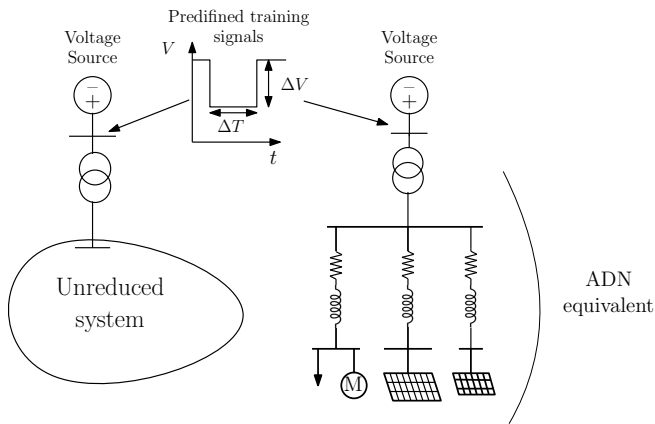 Predifined training
signals
Voltage
Source
V
ΔV
ΔT
t
Voltage
Source
−
+
−
+
Unreduced
system
M
ADN
equivalent